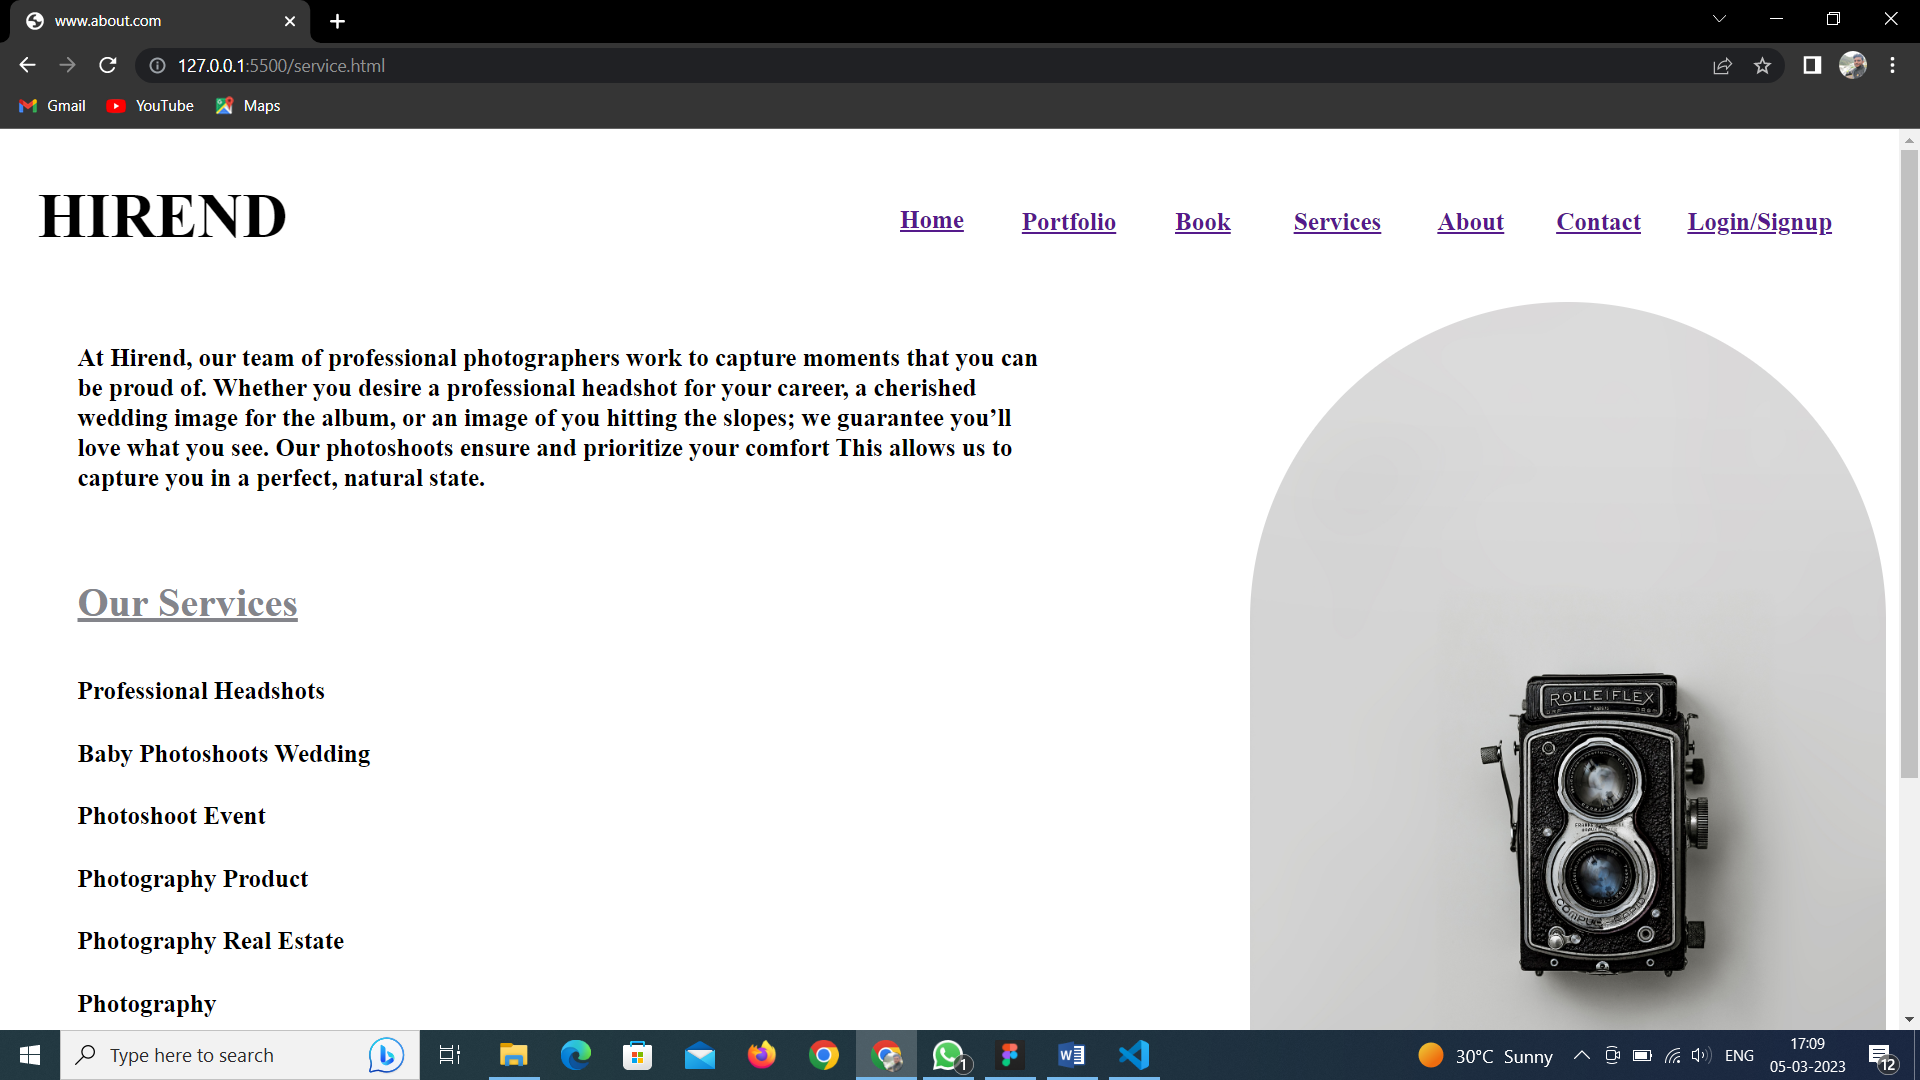 www.about.com
127.0.0.1:5500/service.html
Gmail YouTube Maps
HIREND
Home Portfolio Book Services About Contact Login/Signup
At Hirend, our team of professional photographers work to capture moments that you can
be proud of. Whether you desire a professional headshot for your career, a cherished
wedding image for the album, or an image of you hitting the slopes; we guarantee you’ll
love what you see. Our photoshoots ensure and prioritize your comfort This allows us to
capture you in a perfect, natural state.
Our Services
Professional Headshots
Baby Photoshoots Wedding
Photoshoot Event
Photography Product
Photography Real Estate
Photography
ROLLEIFLEX
COMPUR-RAPID
Type here to search
1
30°C Sunny
ENG
17:09
05-03-2023
12